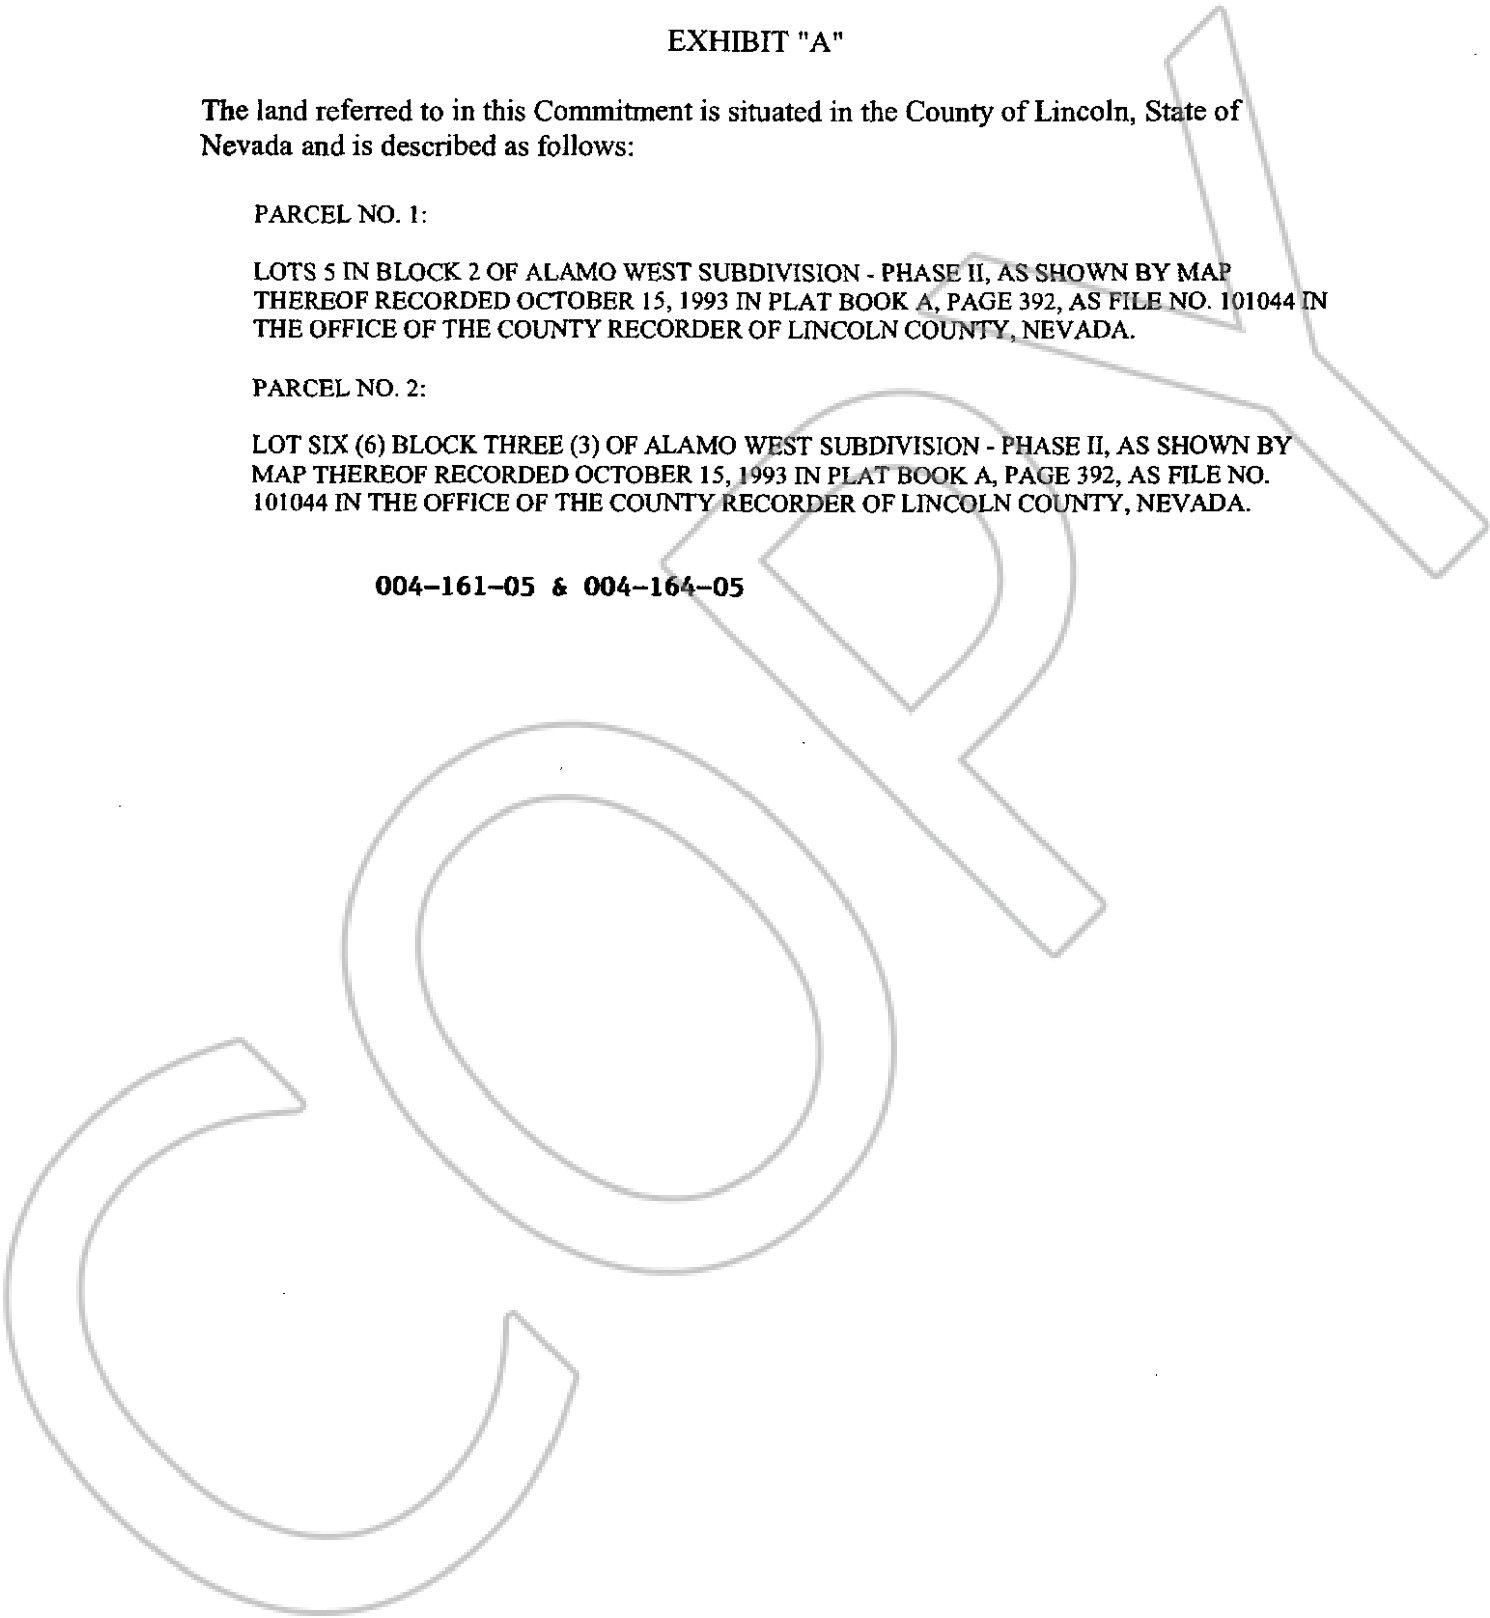 EXHIBIT "A"
The land referred to in this Commitment is situated in the County of Lincoln, State of
Nevada and is described as follows:
PARCEL NO. 1:
LOTS 5 IN BLOCK 2 OF ALAMO WEST SUBDIVISION - PHASE II, AS SHOWN BY MAP
THEREOF RECORDED OCTOBER 15, 1993 IN PLAT BOOK A, PAGE 392, AS FILE NO. 101044 IN
THE OFFICE OF THE COUNTY RECORDER OF LINCOLN COUNTY, NEVADA.
PARCEL NO. 2:
LOT SIX (6) BLOCK THREE (3) OF ALAMO WEST SUBDIVISION - PHASE II, AS SHOWN BY
MAP THEREOF RECORDED OCTOBER 15, 1993 IN PLAT BOOK A, PAGE 392, AS FILE NO.
101044 IN THE OFFICE OF THE COUNTY RECORDER OF LINCOLN COUNTY, NEVADA.
004-161-05 & 004-164-05
COPY